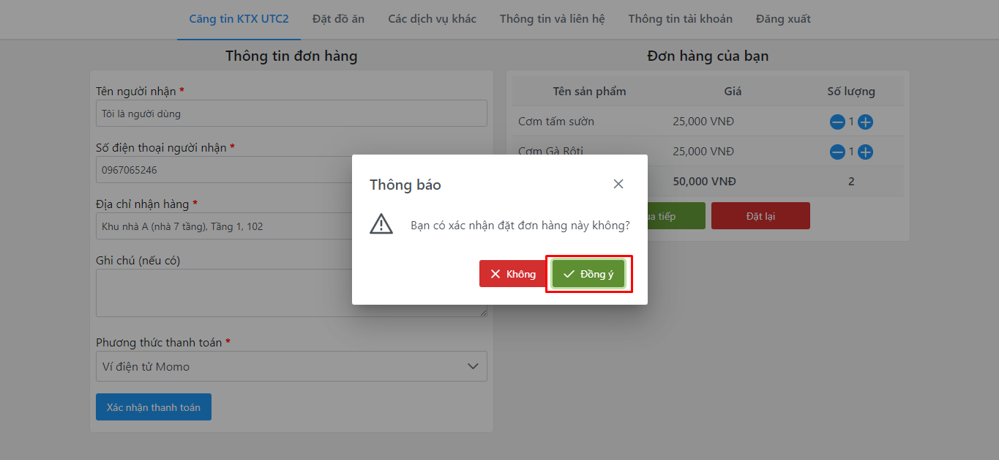 Căng tin KTX UTC2 Đặt đồ ăn Các dịch vụ khác Thông tin và liên hệ Thông tin tài khoản Đăng xuất
Thông tin đơn hàng
Tên người nhận *
Tôi là người dùng
Số điện thoại người nhận *
0967065246
Địa chỉ nhận hàng *
Khu nhà A (nhà 7 tầng), Tầng 1, 102
Ghi chú (nếu có)
Phương thức thanh toán *
Ví điện tử Momo
Xác nhận thanh toán
Đơn hàng của bạn
Tên sản phẩm Giá Số lượng
Cơm tấm sườn 25,000 VNĐ 1
Cơm Gà Rôti 25,000 VNĐ 1
50,000 VNĐ 2
tiếp Đặt lại
Thông báo
Bạn có xác nhận đặt đơn hàng này không?
Không Đồng ý